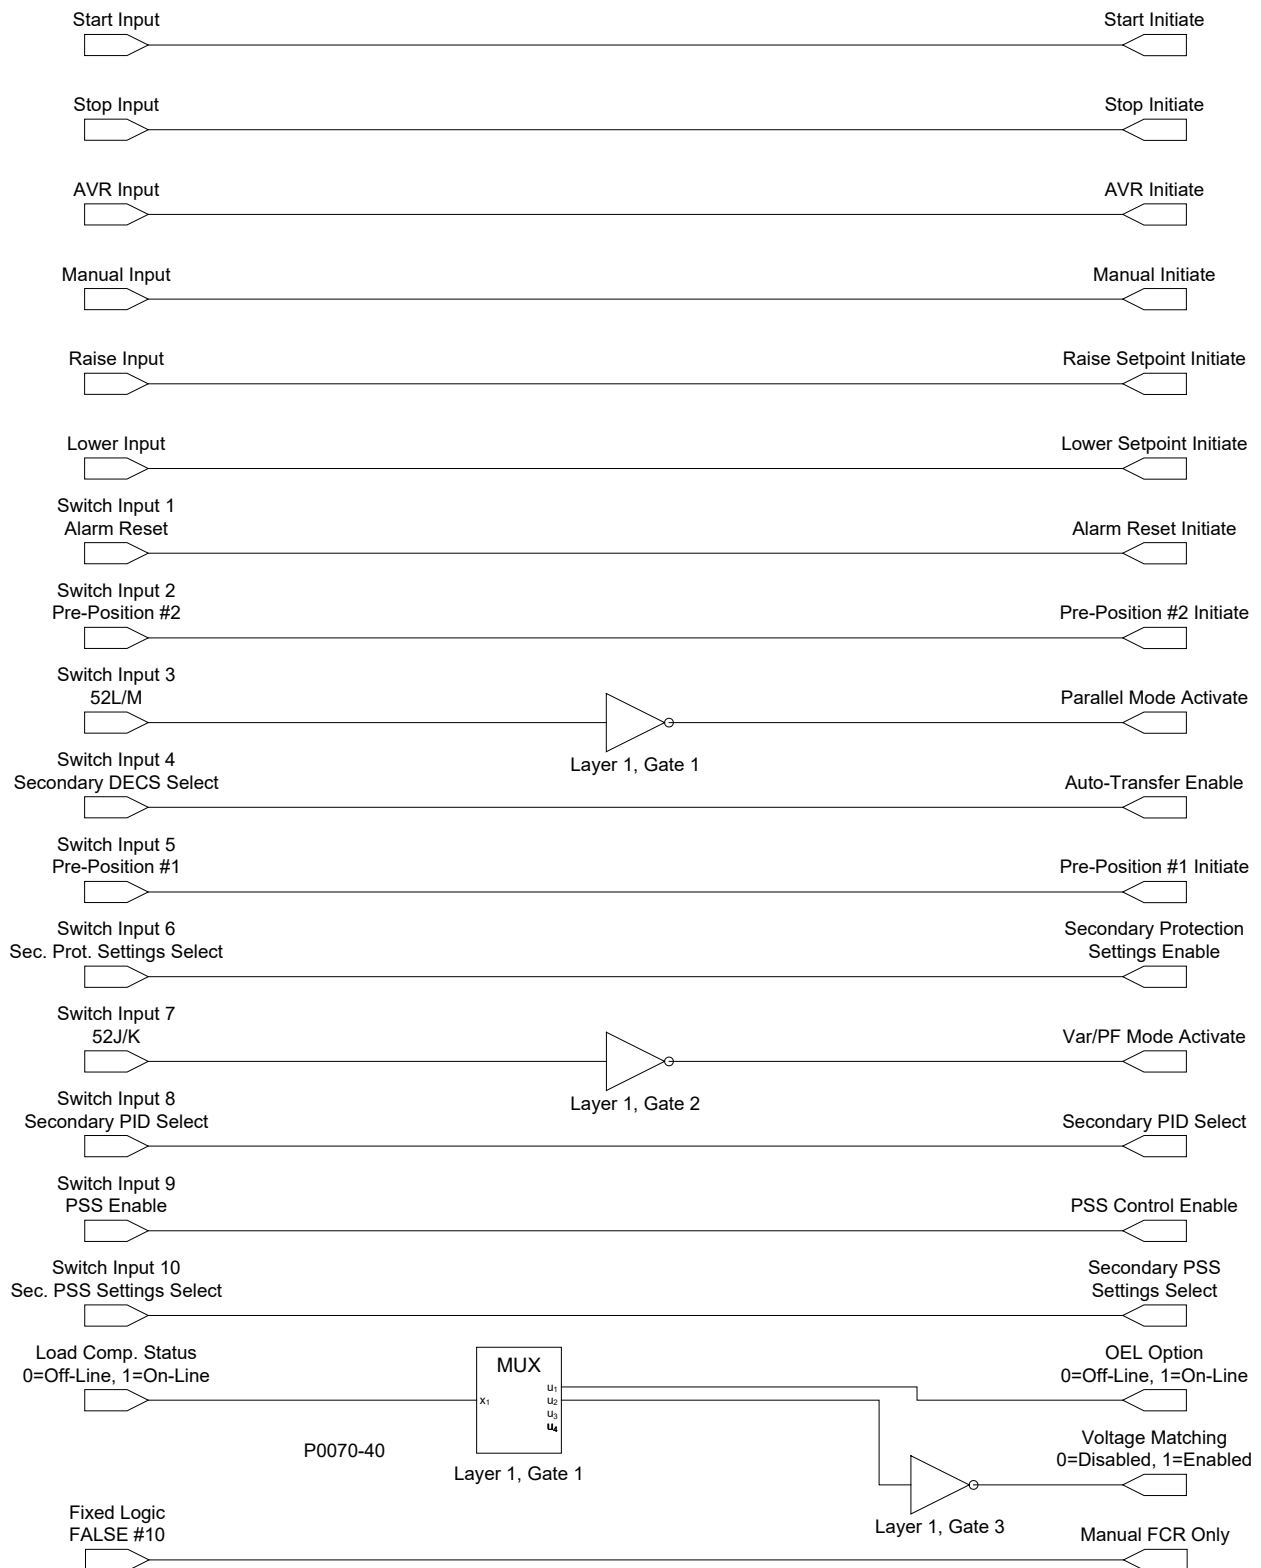 Start Input
Start Initiate
Stop Input
Stop Initiate
AVR Input
AVR Initiate
Manual Input
Manual Initiate
Raise Input
Raise Setpoint Initiate
Lower Input
Lower Setpoint Initiate
Switch Input 1
Alarm Reset
Alarm Reset Initiate
Switch Input 2
Pre-Position #2
Pre-Position #2 Initiate
Switch Input 3
52L/M
Parallel Mode Activate
Layer 1, Gate 1
Switch Input 4
Secondary DECS Select
Auto-Transfer Enable
Switch Input 5
Pre-Position #1
Pre-Position #1 Initiate
Switch Input 6
Sec. Prot. Settings Select
Secondary Protection
Settings Enable
Switch Input 7
52J/K
Var/PF Mode Activate
Layer 1, Gate 2
Switch Input 8
Secondary PID Select
Secondary PID Select
Switch Input 9
PSS Enable
PSS Control Enable
Switch Input 10
Sec. PSS Settings Select
Secondary PSS
Settings Select
Load Comp. Status
0=Off-Line, 1=On-Line
MUX
x₁
u₁
u₂
u₃
u₄
Layer 1, Gate 1
OEL Option
0=Off-Line, 1=On-Line
P0070-40
Voltage Matching
0=Disabled, 1=Enabled
Layer 1, Gate 3
Fixed Logic
FALSE #10
Manual FCR Only